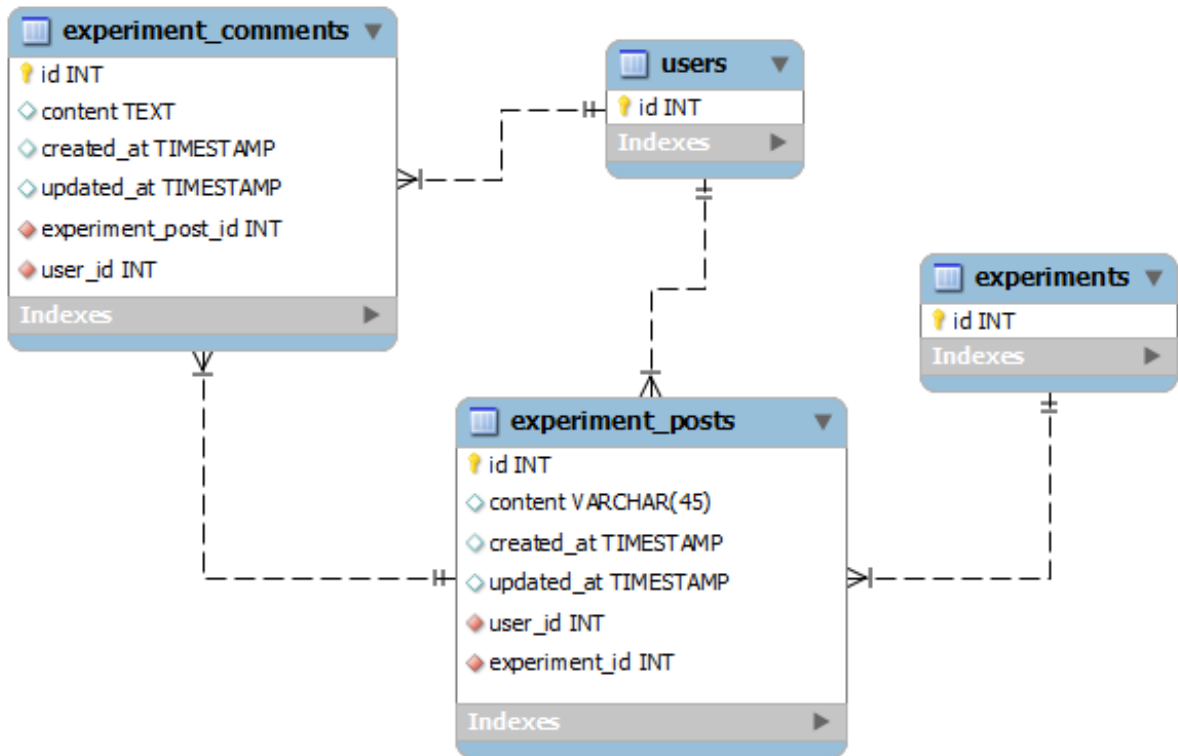 experiment_comments
id INT
content TEXT
created_at TIMESTAMP
updated_at TIMESTAMP
experiment_post_id INT
user_id INT
Indexes
users
id INT
Indexes
experiments
id INT
Indexes
experiment_posts
id INT
content VARCHAR(45)
created_at TIMESTAMP
updated_at TIMESTAMP
user_id INT
experiment_id INT
Indexes